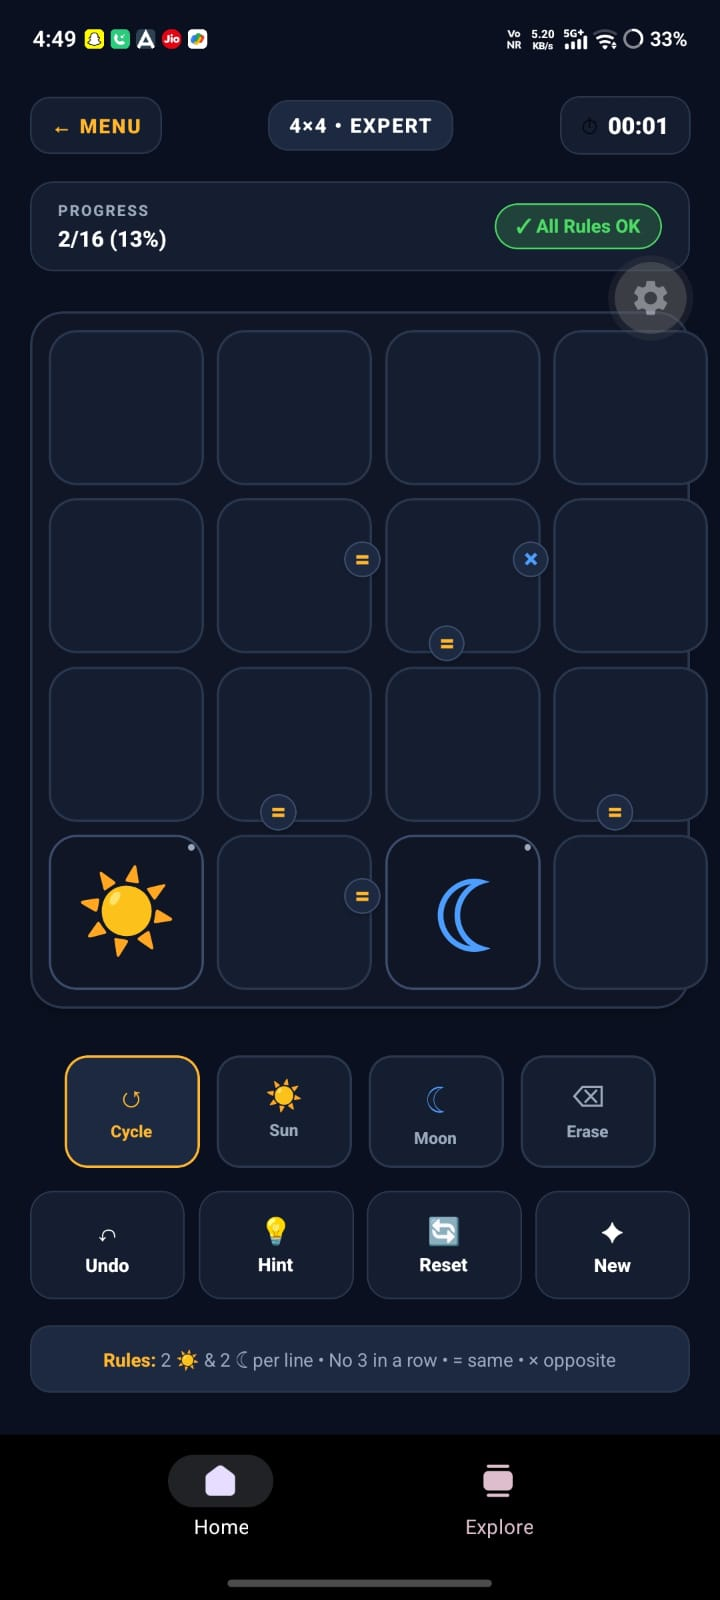 4:49
Jio
Vo NR
5.20 KB/s
5G+
33%
← MENU
4×4 • EXPERT
⏱ 00:01
PROGRESS
2/16 (13%)
✓ All Rules OK
= ×
=
= =
=
Cycle
Sun
Moon
Erase
Undo
Hint
Reset
New
Rules: 2 ☀️ & 2 ☾ per line • No 3 in a row • = same • × opposite
Home
Explore